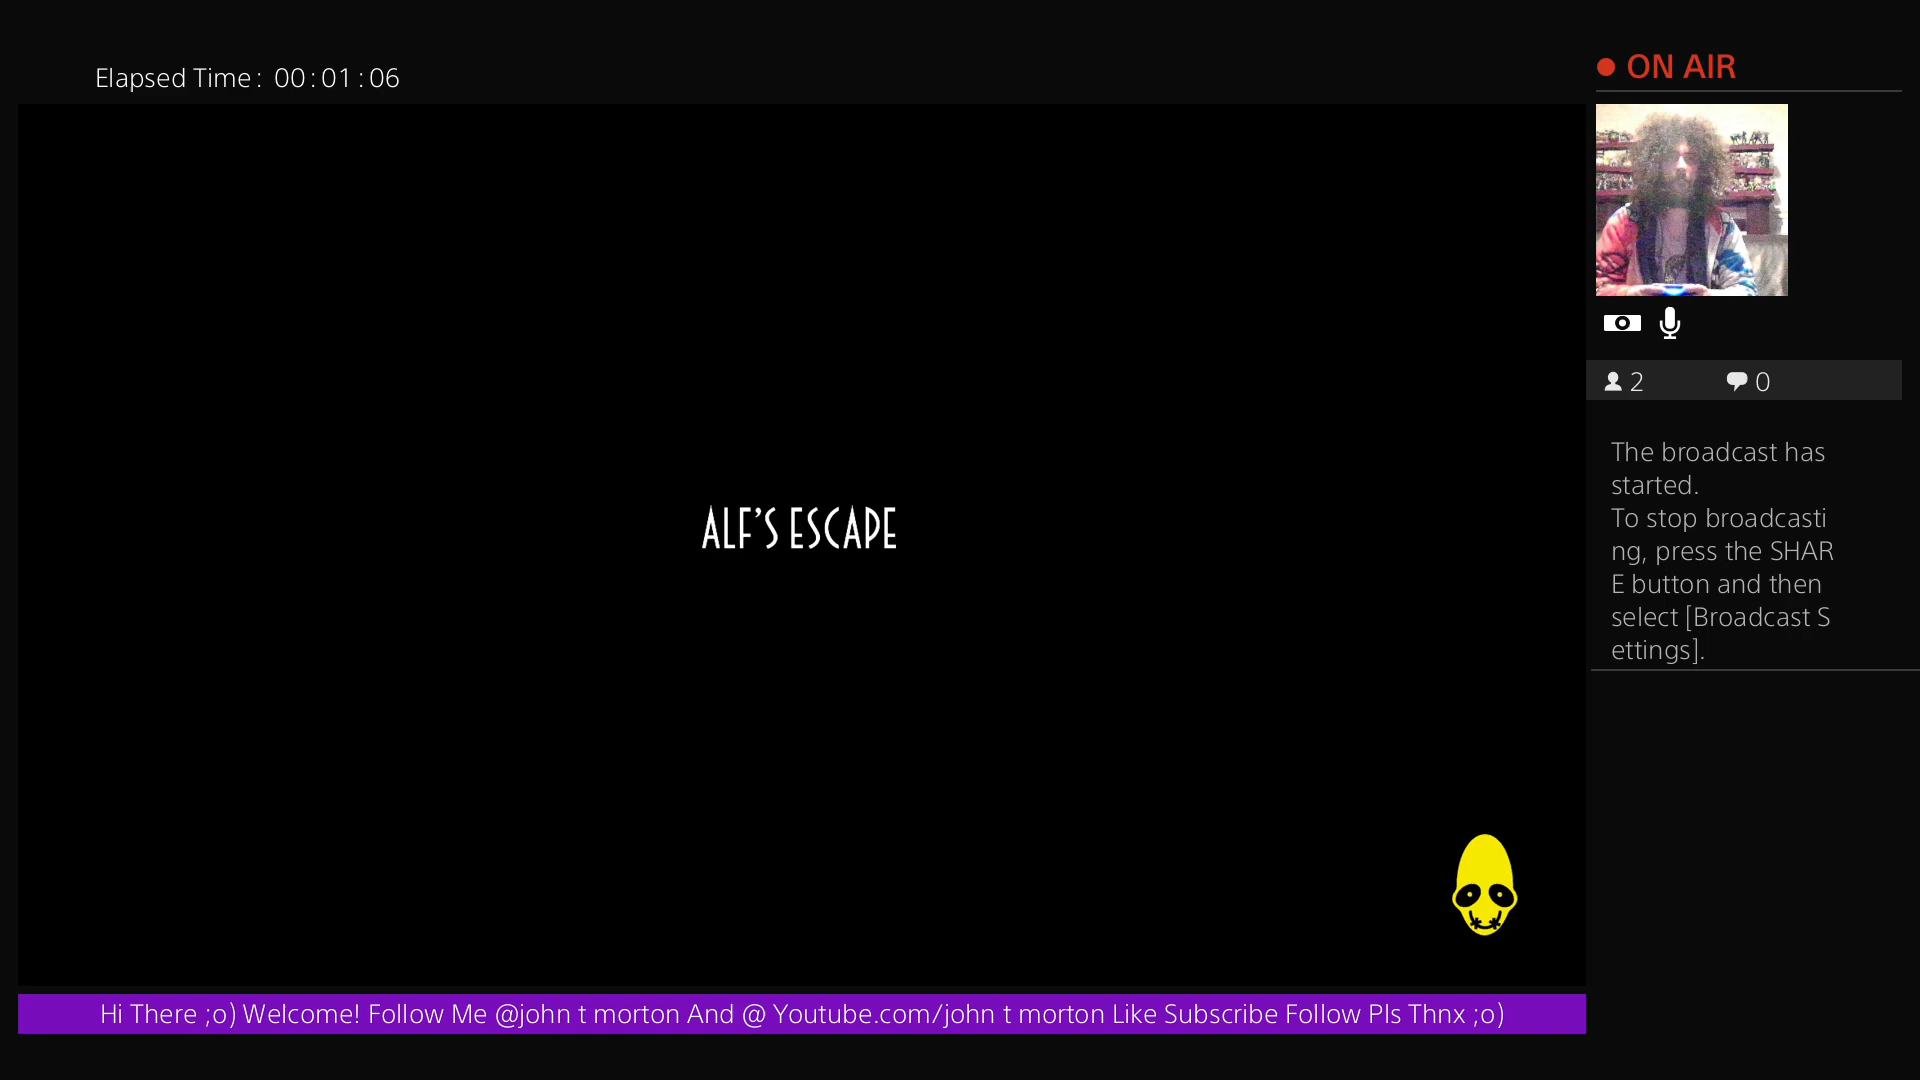 Elapsed Time: 00:01:06
ON AIR
2
0
The broadcast has
started.
To stop broadcasti
ng, press the SHAR
E button and then
select [Broadcast S
ettings].
ALF'S ESCAPE
Hi There ;o) Welcome! Follow Me @john t morton And @ Youtube.com/john t morton Like Subscribe Follow Pls Thnx ;o)